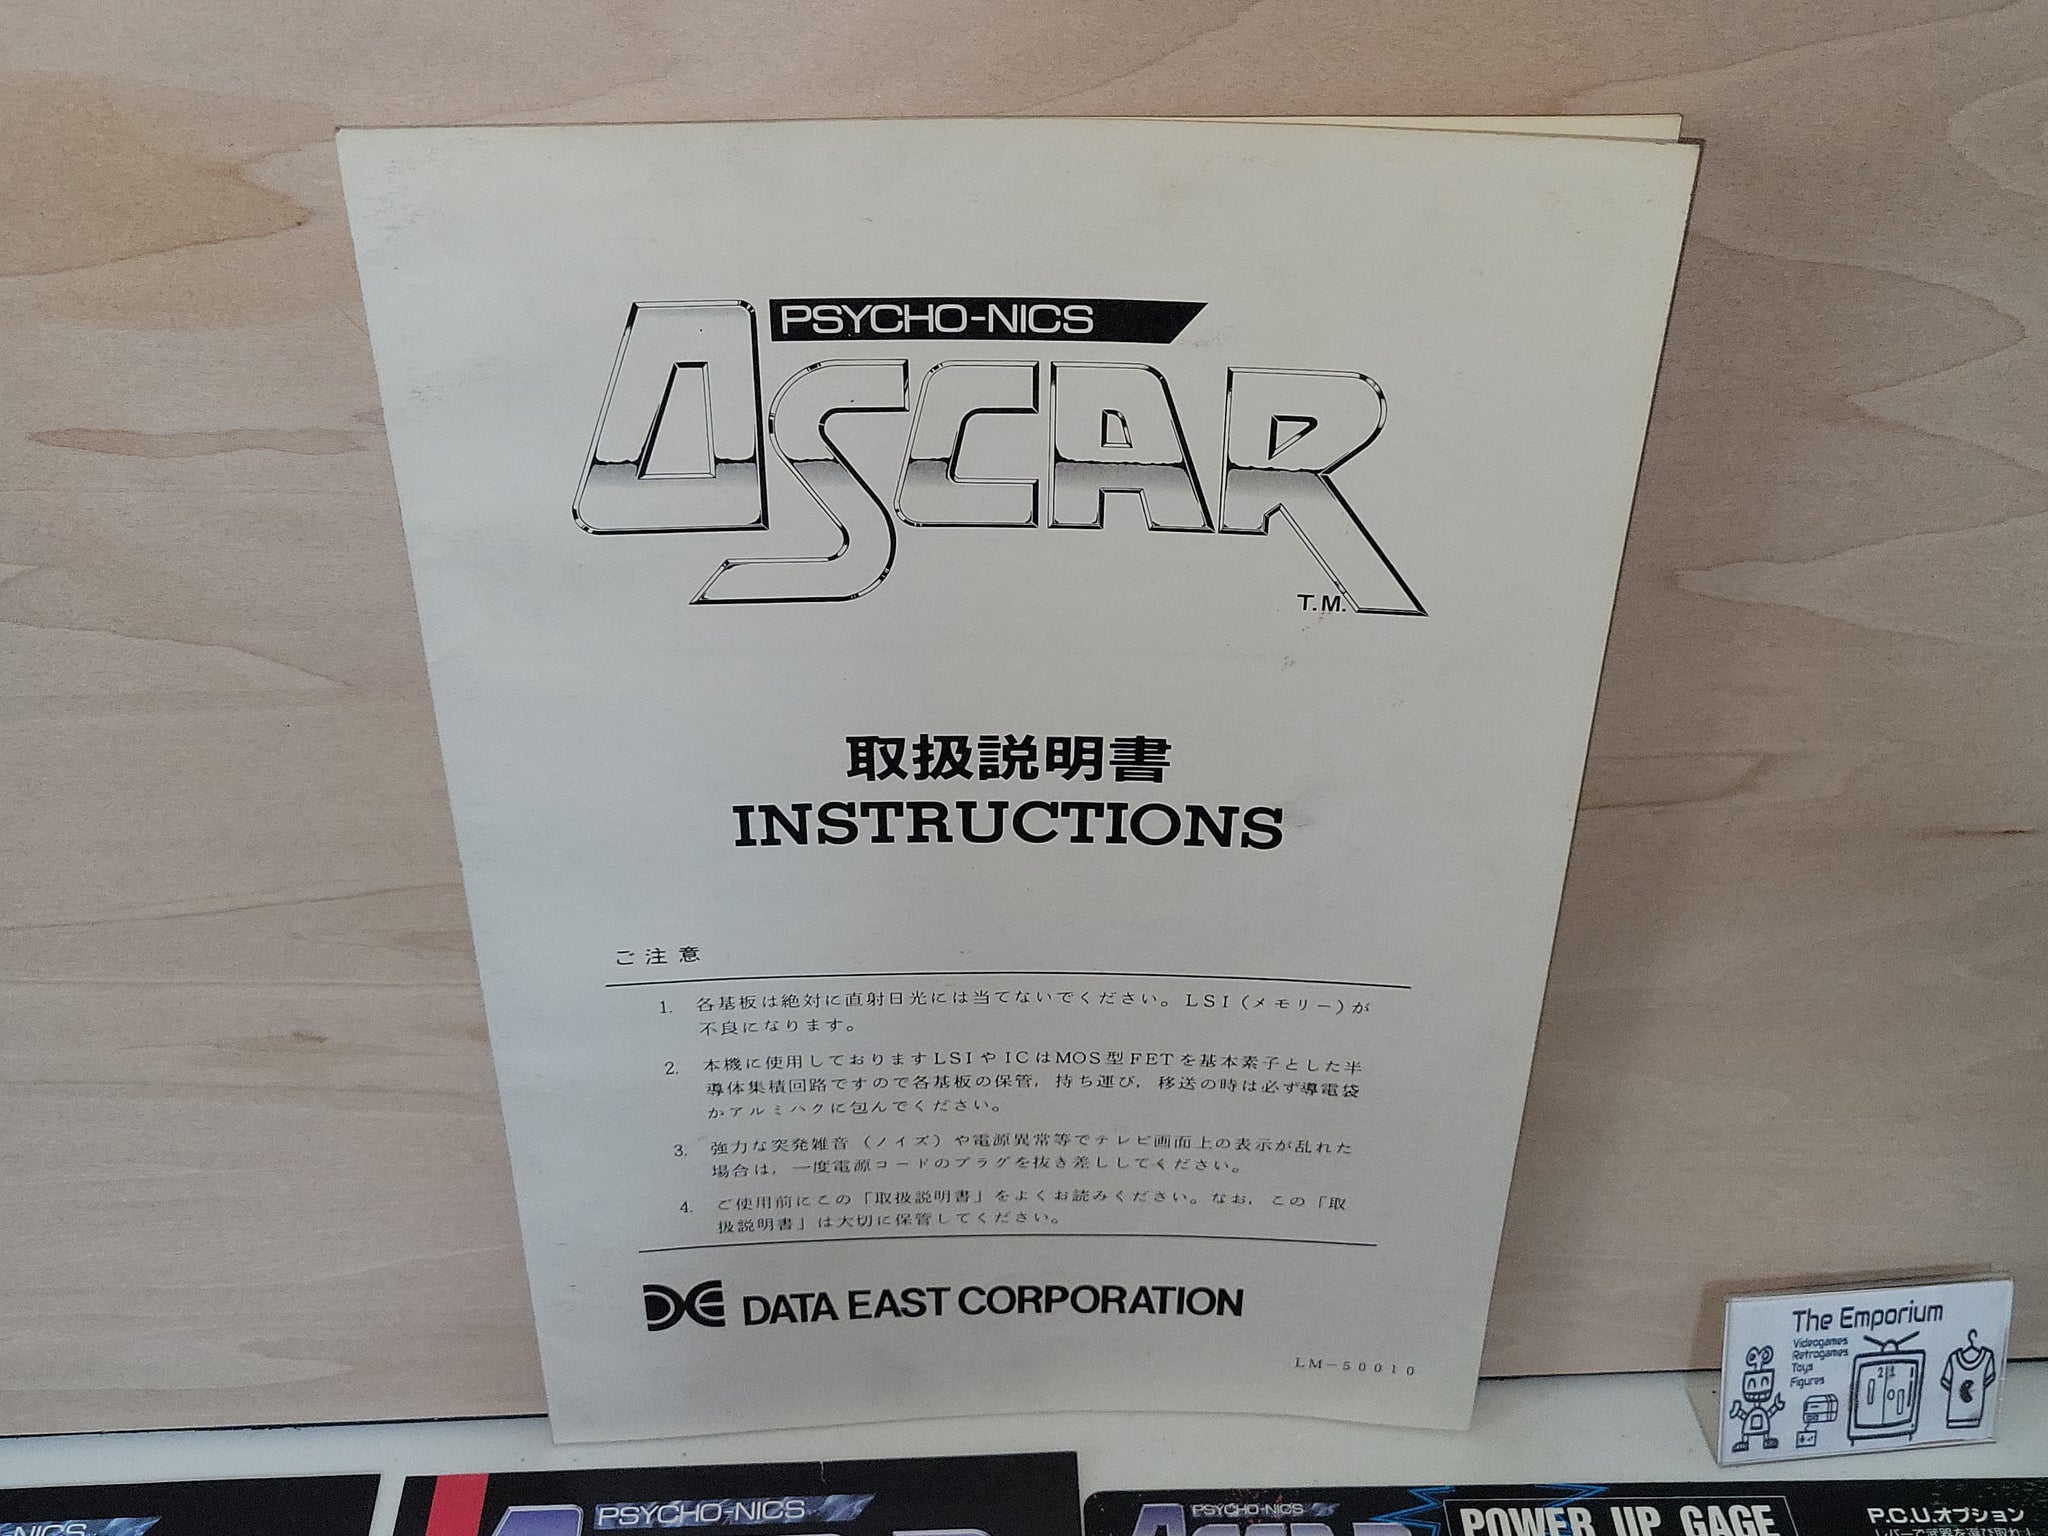 PSYCHO-NICS
OSCAR
T.M.
取扱説明書
INSTRUCTIONS
ご注意
1. 各基板は絶対に直射日光には当てないでください。LSI（メモリー）が
不良になります。
2. 本機に使用しておりますLSIやICはMOS型FETを基本素子とした半
導体集積回路ですので各基板の保管，持ち運び，移送の時は必ず導電袋
かアルミハクに包んでください。
3. 強力な突発雑音（ノイズ）や電源異常等でテレビ画面上の表示が乱れた
場合は，一度電源コードのプラグを抜き差ししてください。
4. ご使用前にこの「取扱説明書」をよくお読みください。なお，この「取
扱説明書」は大切に保管してください。
DATA EAST CORPORATION
LM-50010
The Emporium
Videogames
Retrogames
Toys
Figures
21
NICS
PSYCHO-NICS
PSYCHO-NICS
OSCAR
POWER UP GAGE
P.C.U.オプション